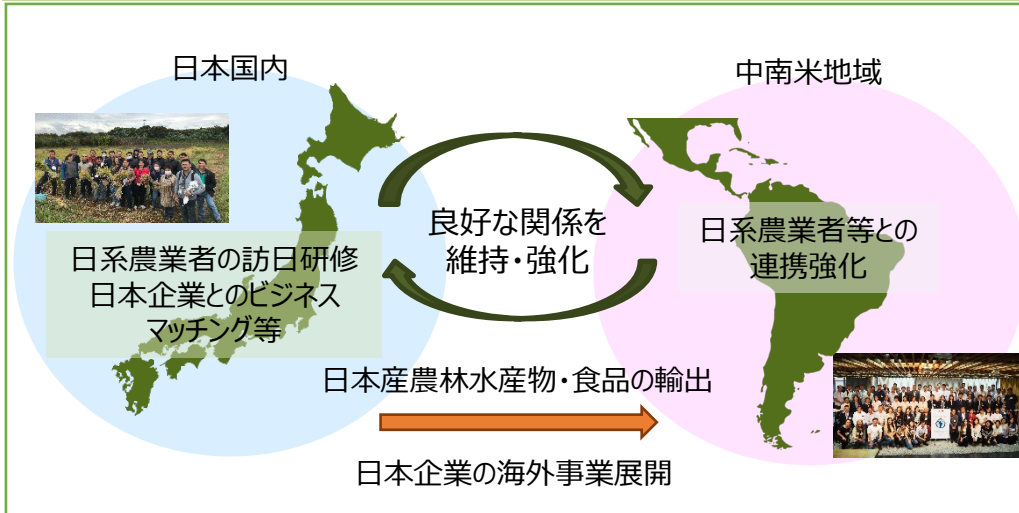 日本国内
中南米地域
良好な関係を
維持・強化
日系農業者の訪日研修
日本企業とのビジネス
マッチング等
日系農業者等との
連携強化
日本産農林水産物・食品の輸出
日本企業の海外事業展開